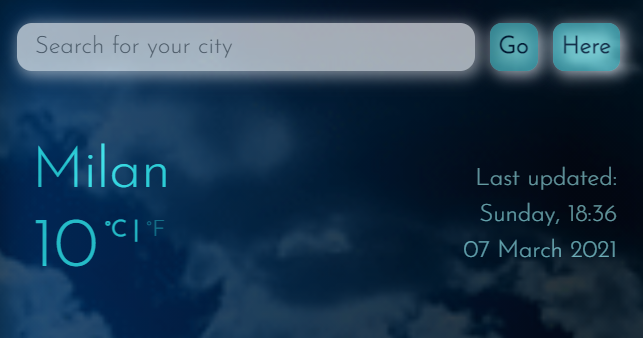 Search for your city
Go
Here
Milan
10 °C | °F
Last updated:
Sunday, 18:36
07 March 2021